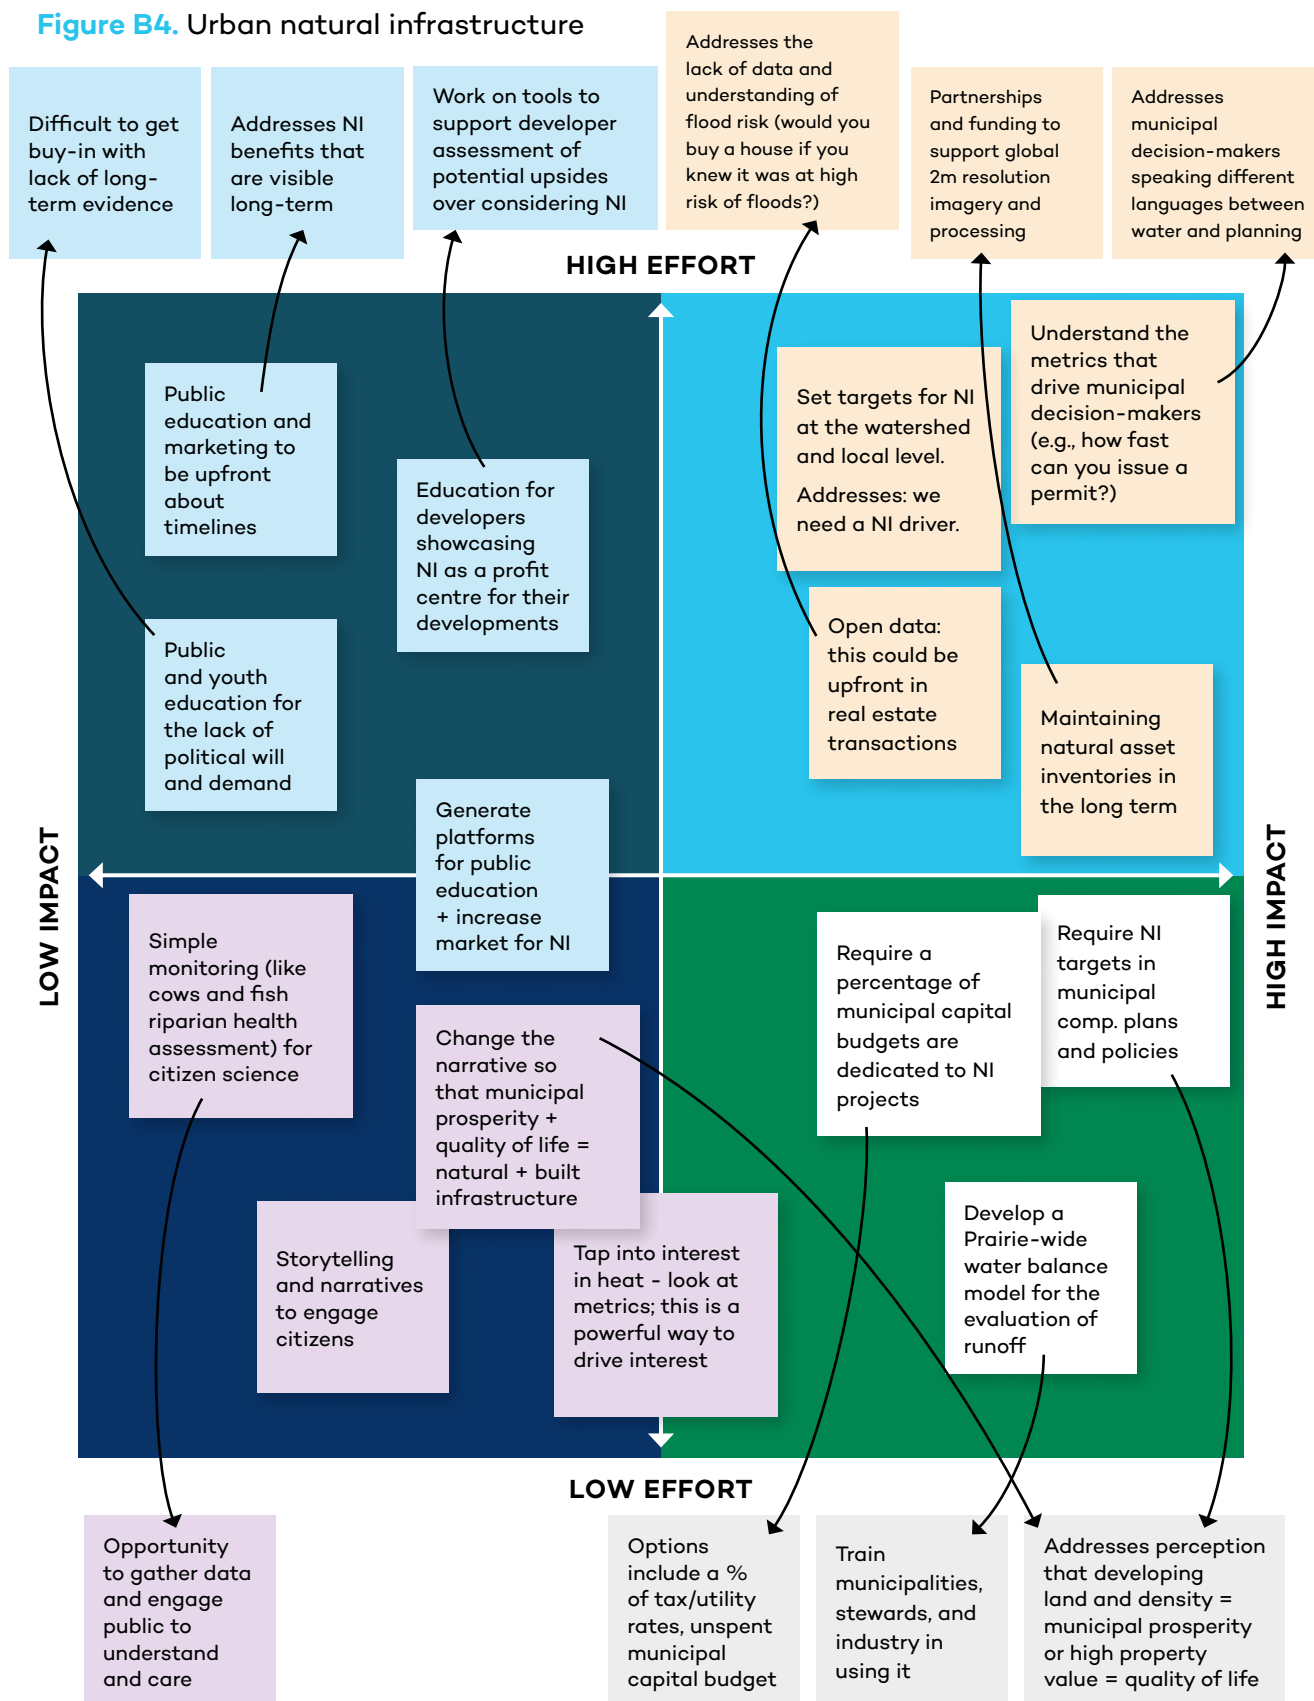 Figure B4. Urban natural infrastructure
Difficult to get
buy-in with
lack of long-
term evidence
Addresses NI
benefits that
are visible
long-term
Work on tools to
support developer
assessment of
potential upsides
over considering NI
Addresses the
lack of data and
understanding of
flood risk (would you
buy a house if you
knew it was at high
risk of floods?)
Partnerships
and funding to
support global
2m resolution
imagery and
processing
Addresses
municipal
decision-makers
speaking different
languages between
water and planning
HIGH EFFORT
Public
education and
marketing to
be upfront
about
timelines
Education for
developers
showcasing
NI as a profit
centre for their
developments
Public
and youth
education for
the lack of
political will
and demand
Generate
platforms
for public
education
+ increase
market for NI
Set targets for NI
at the watershed
and local level.
Addresses: we
need a NI driver.
Understand the
metrics that
drive municipal
decision-makers
(e.g., how fast
can you issue a
permit?)
Open data:
this could be
upfront in
real estate
transactions
Maintaining
natural asset
inventories in
the long term
LOW IMPACT
HIGH IMPACT
Simple
monitoring (like
cows and fish
riparian health
assessment) for
citizen science
Change the
narrative so
that municipal
prosperity +
quality of life =
natural + built
infrastructure
Storytelling
and narratives
to engage
citizens
Tap into interest
in heat - look at
metrics; this is a
powerful way to
drive interest
Require a
percentage of
municipal capital
budgets are
dedicated to NI
projects
Require NI
targets in
municipal
comp. plans
and policies
Develop a
Prairie-wide
water balance
model for the
evaluation of
runoff
LOW EFFORT
Opportunity
to gather data
and engage
public to
understand
and care
Options
include a %
of tax/utility
rates, unspent
municipal
capital budget
Train
municipalities,
stewards, and
industry in
using it
Addresses perception
that developing
land and density =
municipal prosperity
or high property
value = quality of life